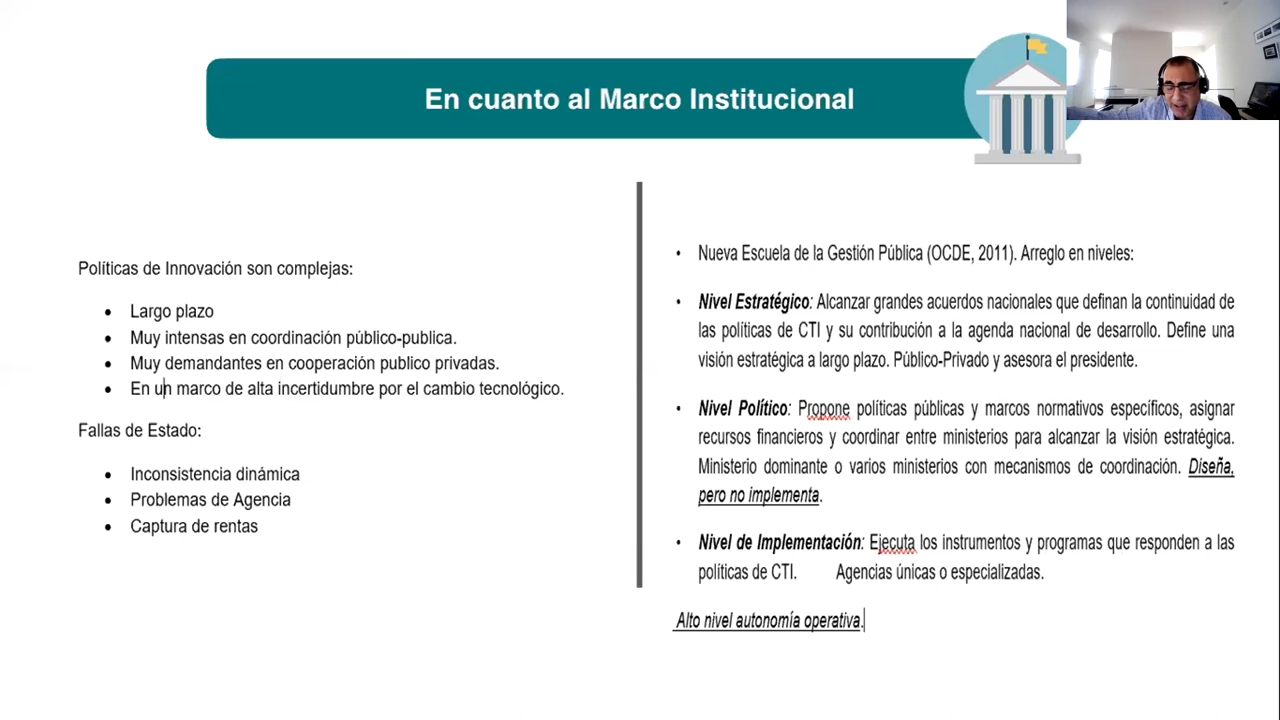 En cuanto al Marco Institucional
Políticas de Innovación son complejas:
• Largo plazo
• Muy intensas en coordinación público-publica.
• Muy demandantes en cooperación publico privadas.
• En un marco de alta incertidumbre por el cambio tecnológico.
Fallas de Estado:
• Inconsistencia dinámica
• Problemas de Agencia
• Captura de rentas
• Nueva Escuela de la Gestión Pública (OCDE, 2011). Arreglo en niveles:
• Nivel Estratégico: Alcanzar grandes acuerdos nacionales que definan la continuidad de
las políticas de CTI y su contribución a la agenda nacional de desarrollo. Define una
visión estratégica a largo plazo. Público-Privado y asesora el presidente.
• Nivel Político: Propone políticas públicas y marcos normativos específicos, asignar
recursos financieros y coordinar entre ministerios para alcanzar la visión estratégica.
Ministerio dominante o varios ministerios con mecanismos de coordinación. Diseña,
pero no implementa.
• Nivel de Implementación: Ejecuta los instrumentos y programas que responden a las
políticas de CTI. Agencias únicas o especializadas.
Alto nivel autonomía operativa.